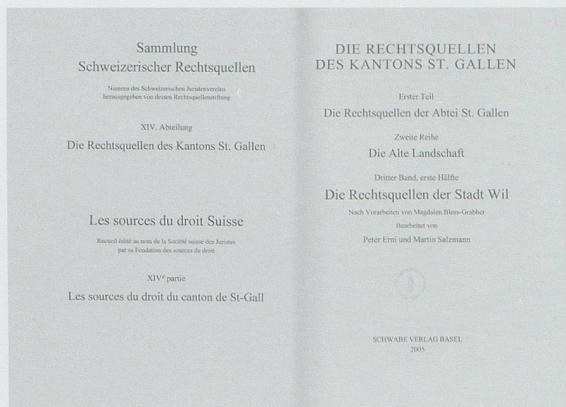 Sammlung
Schweizerischer Rechtsquellen
Namens des Schweizerischen Juristenvereins
herausgegeben von dessen Rechtsquellenstiftung
XIV. Abteilung
Die Rechtsquellen des Kantons St. Gallen
Les sources du droit Suisse
Recueil édité au nom de la Société suisse des Juristes
par sa Fondation des sources du droit
XIVe partie
Les sources du droit du canton de St-Gall
DIE RECHTSQUELLEN
DES KANTONS ST. GALLEN
Erster Teil
Die Rechtsquellen der Abtei St. Gallen
Zweite Reihe
Die Alte Landschaft
Dritter Band, erste Hälfte
Die Rechtsquellen der Stadt Wil
Nach Vorarbeiten von Magdalen Bless-Grabher
Bearbeitet von
Peter Erni und Martin Salzmann
SCHWABE VERLAG BASEL
2005